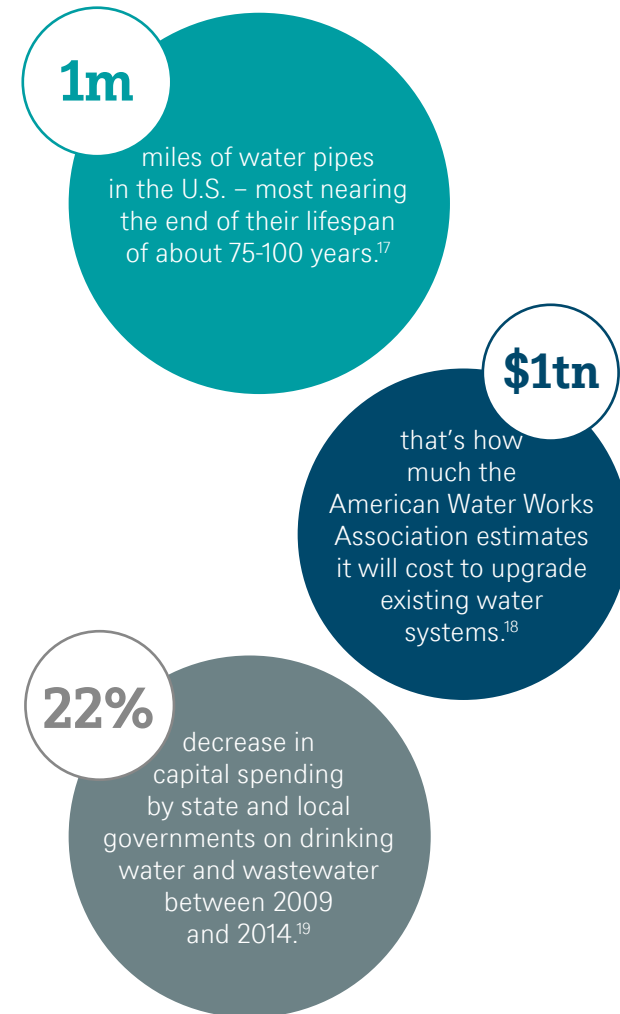 1m
miles of water pipes
in the U.S. – most nearing
the end of their lifespan
of about 75-100 years.17
$1tn
that’s how
much the
American Water Works
Association estimates
it will cost to upgrade
existing water
systems.18
22%
decrease in
capital spending
by state and local
governments on drinking
water and wastewater
between 2009
and 2014.19